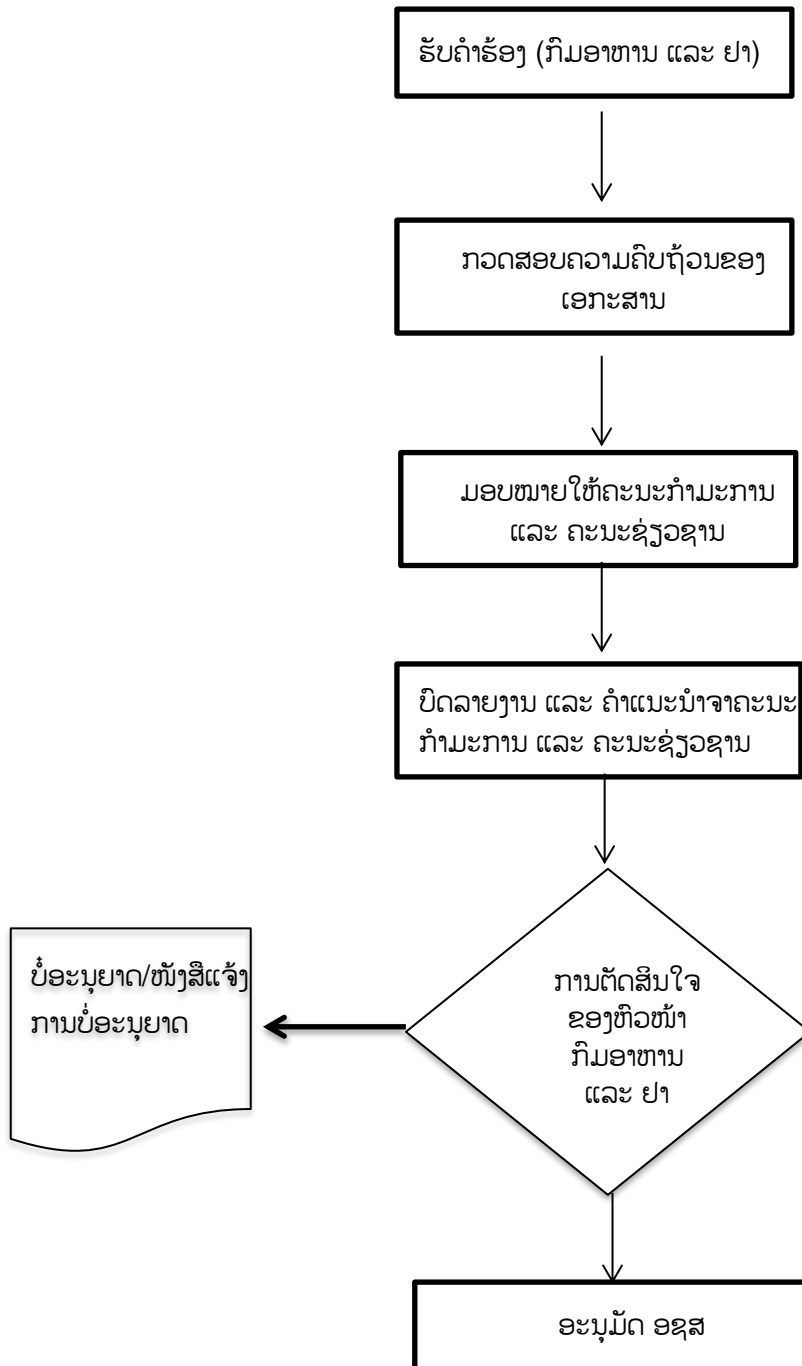 ຮັບຄຳຮ້ອງ (ກົມອາຫານ ແລະ ຢາ)
ກວດສອບຄວາມຄົບຖ້ວນຂອງ
ເອກະສານ
ມອບໝາຍໃຫ້ຄະນະກຳມະການ
ແລະ ຄະນະຊ່ຽວຊານ
ບົດລາຍງານ ແລະ ຄຳແນະນຳຈາຄະນະ
ກຳມະການ ແລະ ຄະນະຊ່ຽວຊານ
ການຕັດສິນໃຈ
ຂອງຫົວໜ້າ
ກົມອາຫານ
ແລະ ຢາ
ບໍ່ອະນຸຍາດ/ໜັງສືແຈ້ງ
ການບໍ່ອະນຸຍາດ
ອະນຸມັດ ອຊສ